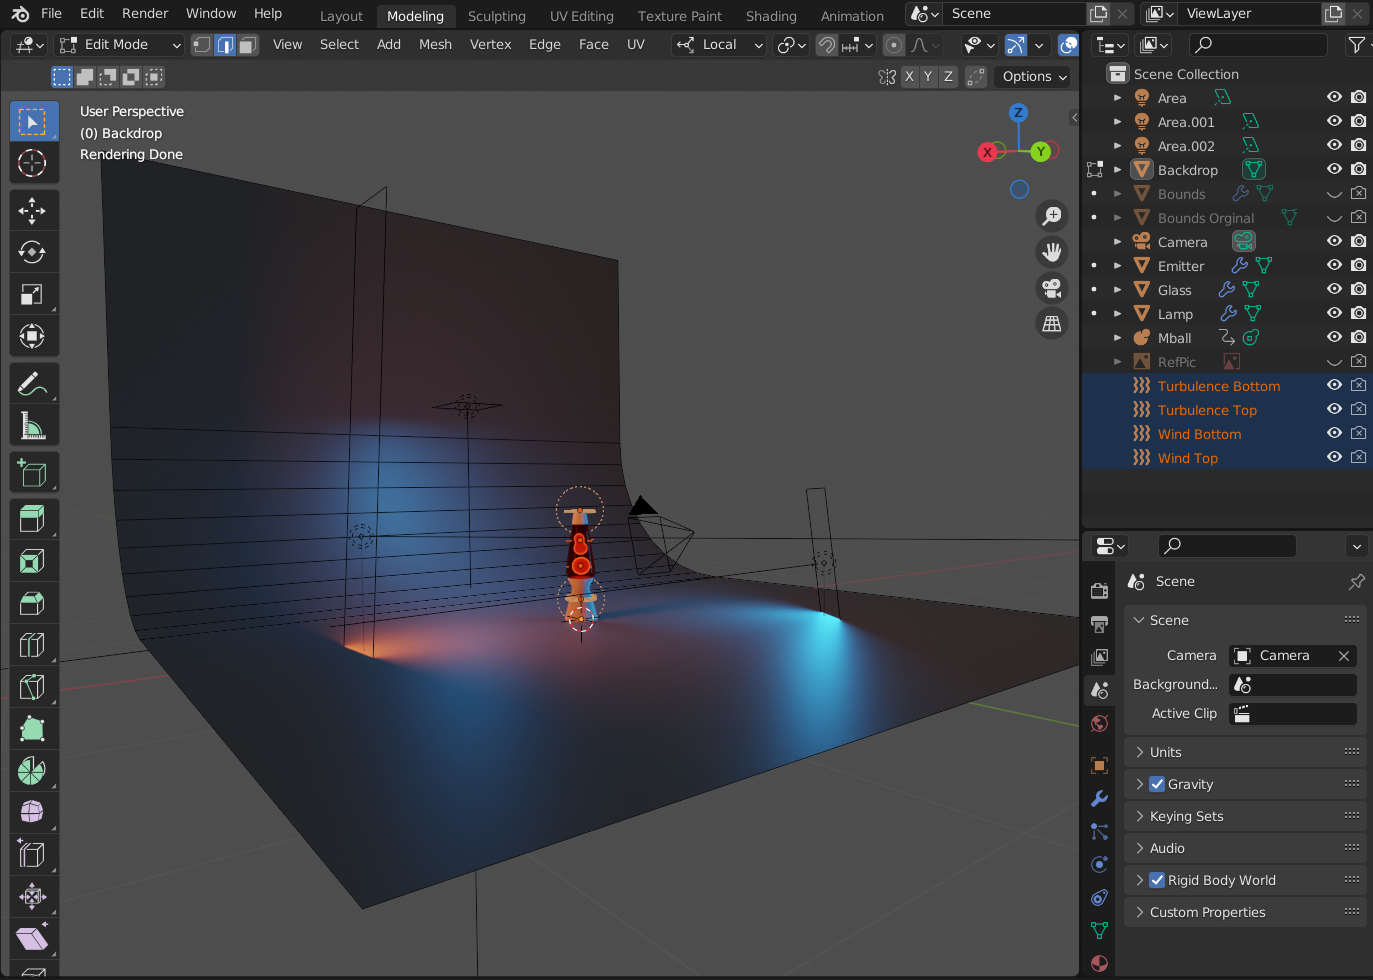 File Edit Render Window Help Layout Modeling Sculpting UV Editing Texture Paint Shading Animation Scene ViewLayer
Edit Mode View Select Add Mesh Vertex Edge Face UV Local
X Y Z Options
User Perspective
(0) Backdrop
Rendering Done
Z
X
Y
Scene Collection
Area
Area.001
Area.002
Backdrop
Bounds
Bounds Orginal
Camera
Emitter
Glass
Lamp
Mball
RefPic
Turbulence Bottom
Turbulence Top
Wind Bottom
Wind Top
Scene
Scene
Camera Camera
Background...
Active Clip
Units
Gravity
Keying Sets
Audio
Rigid Body World
Custom Properties